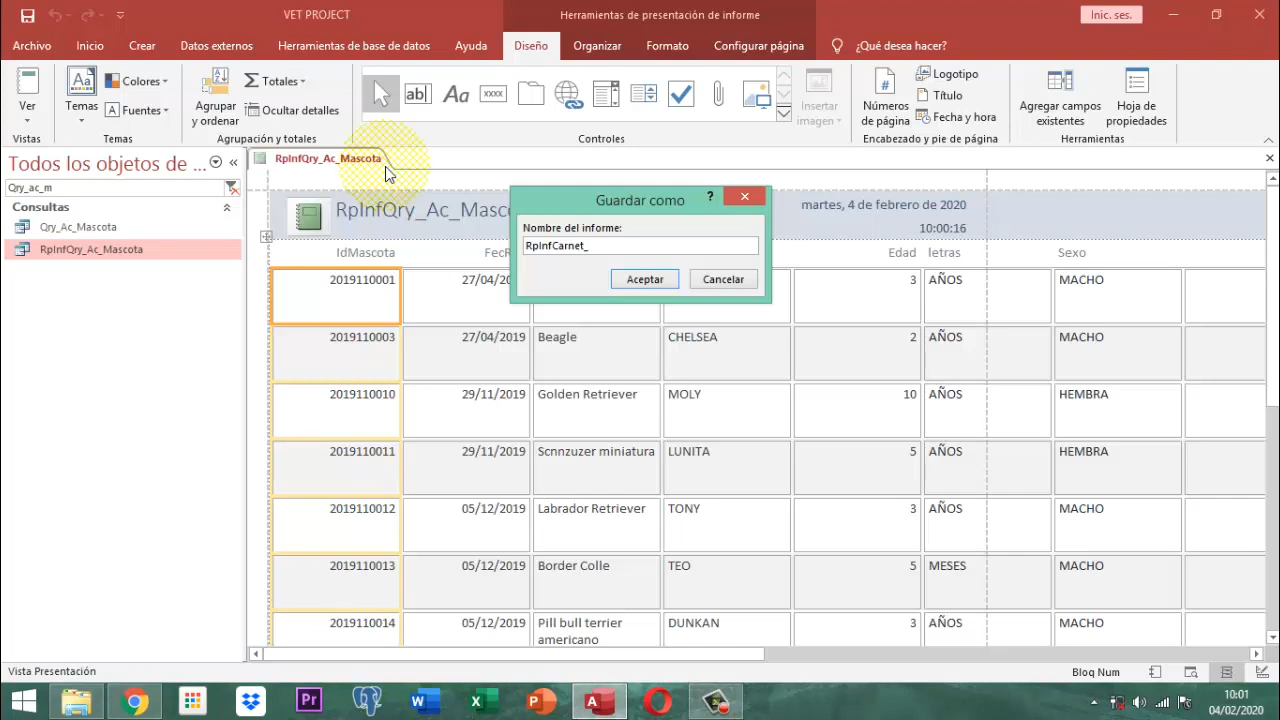 VET PROJECT
Herramientas de presentación de informe
Inic. ses.
Archivo Inicio Crear Datos externos Herramientas de base de datos Ayuda Diseño Organizar Formato Configurar página ¿Qué desea hacer?
Ver
Vistas
Temas
Colores
Fuentes
Temas
Agrupar y ordenar
Totales
Ocultar detalles
Agrupación y totales
ab
Aa
xxxx
Controles
Insertar imagen
Números de página
Logotipo
Título
Fecha y hora
Encabezado y pie de página
Agregar campos existentes
Hoja de propiedades
Herramientas
Todos los objetos de ...
Qry_ac_m
Consultas
Qry_Ac_Mascota
RpInfQry_Ac_Mascota
RpInfQry_Ac_Mascota
RpInfQry_Ac_Masco
martes, 4 de febrero de 2020
10:00:16
Guardar como
Nombre del informe:
RpInfCarnet_
Aceptar Cancelar
IdMascota FecR Edad letras Sexo
2019110001 27/04/20 3 AÑOS MACHO
2019110003 27/04/2019 Beagle CHELSEA 2 AÑOS MACHO
2019110010 29/11/2019 Golden Retriever MOLY 10 AÑOS HEMBRA
2019110011 29/11/2019 Scnnzuzer miniatura LUNITA 5 AÑOS HEMBRA
2019110012 05/12/2019 Labrador Retriever TONY 3 AÑOS MACHO
2019110013 05/12/2019 Border Colle TEO 5 MESES MACHO
2019110014 05/12/2019 Pill bull terrier americano DUNKAN 3 AÑOS MACHO
Vista Presentación
Bloq Num
10:01
04/02/2020